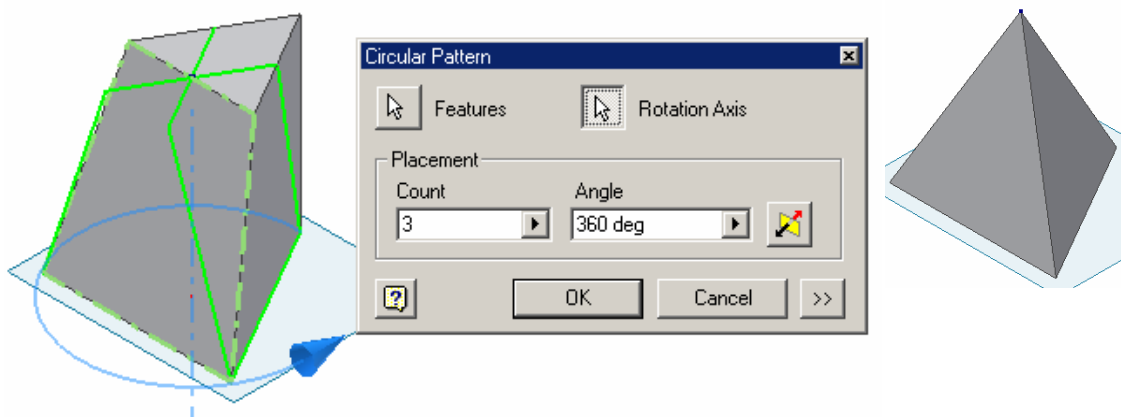 Circular Pattern
Features
Rotation Axis
Placement
Count
Angle
3
360 deg
?
OK
Cancel
>>